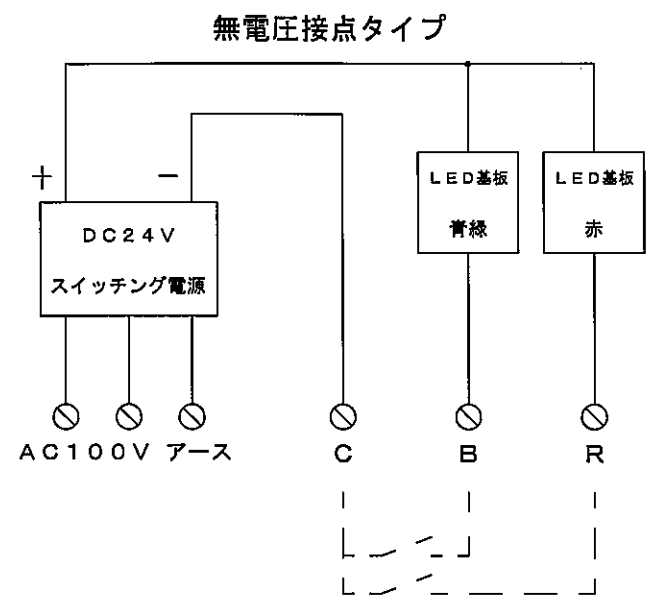 無電圧接点タイプ
+ -
LED基板 LED基板
DC24V
青緑 赤
スイッチング電源
AC100V アース C B R